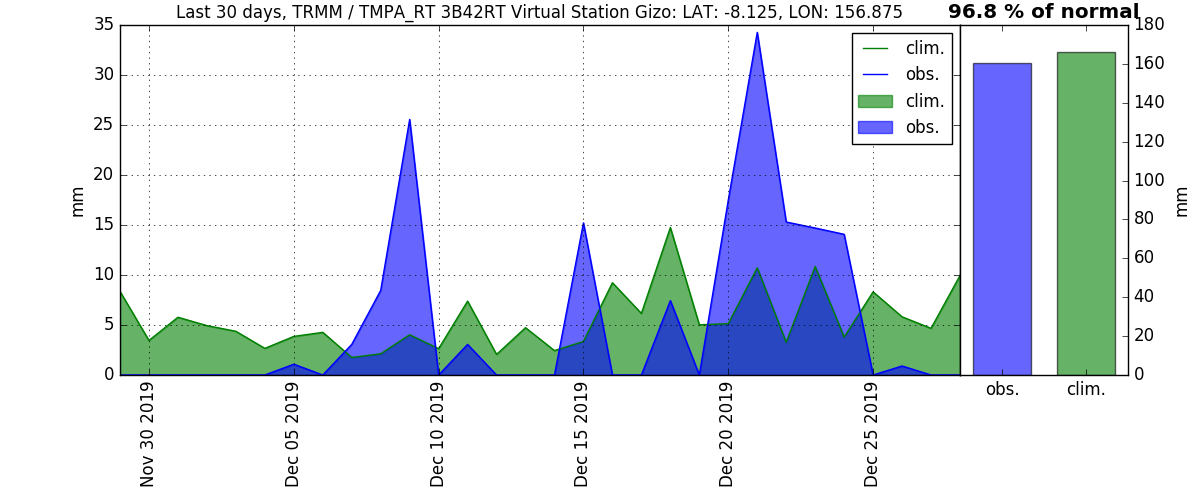 Last 30 days, TRMM / TMPA_RT 3B42RT Virtual Station Gizo: LAT: -8.125, LON: 156.875
96.8 % of normal
35
30
25
20
15
10
5
0
mm
clim.
obs.
clim.
obs.
Nov 30 2019
Dec 05 2019
Dec 10 2019
Dec 15 2019
Dec 20 2019
Dec 25 2019
180
160
140
120
100
80
60
40
20
0
mm
obs.
clim.